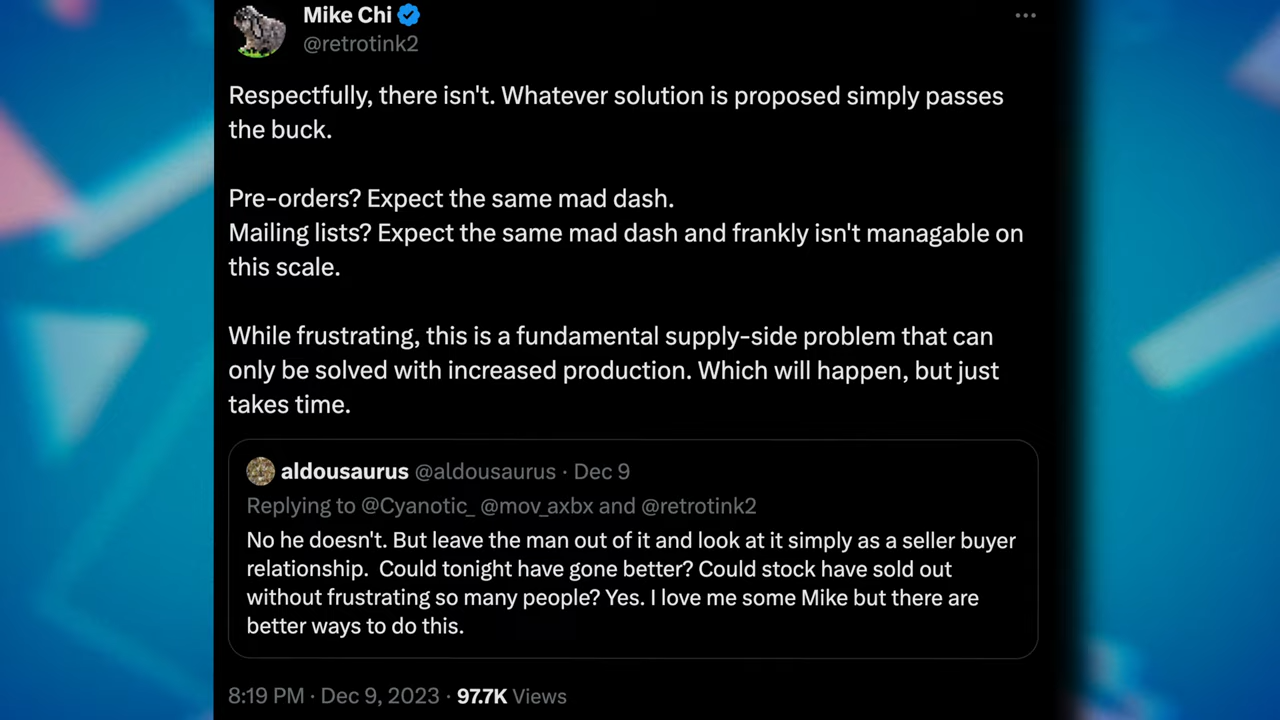 Mike Chi
@retrotink2
Respectfully, there isn't. Whatever solution is proposed simply passes
the buck.
Pre-orders? Expect the same mad dash.
Mailing lists? Expect the same mad dash and frankly isn't managable on
this scale.
While frustrating, this is a fundamental supply-side problem that can
only be solved with increased production. Which will happen, but just
takes time.
aldousaurus @aldousaurus · Dec 9
Replying to @Cyanotic_ @mov_axbx and @retrotink2
No he doesn't. But leave the man out of it and look at it simply as a seller buyer
relationship.  Could tonight have gone better? Could stock have sold out
without frustrating so many people? Yes. I love me some Mike but there are
better ways to do this.
8:19 PM · Dec 9, 2023 · 97.7K Views